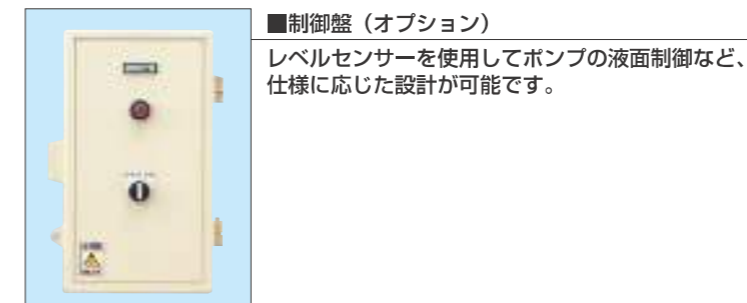 ■制御盤（オプション）
レベルセンサーを使用してポンプの液面制御など、
仕様に応じた設計が可能です。